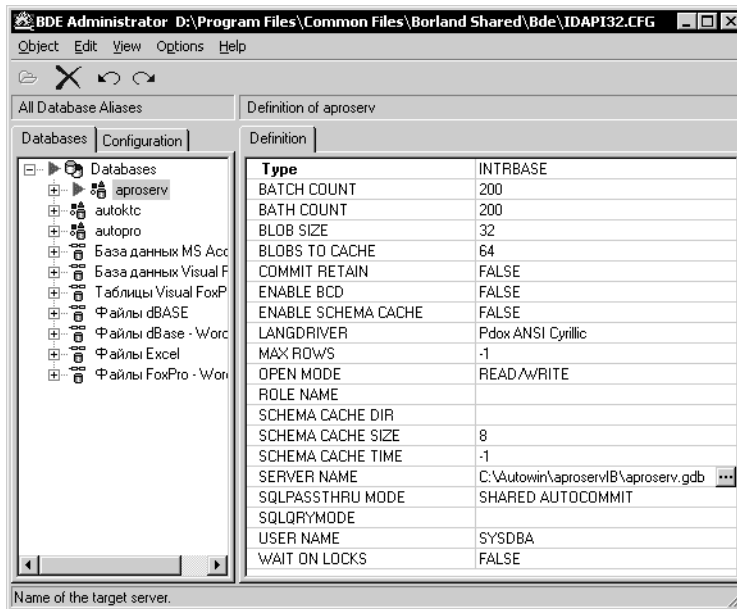 BDE Administrator D:\Program Files\Common Files\Borland Shared\Bde\IDAPI32.CFG
Object Edit View Options Help
All Database Aliases
Definition of aproserv
Databases Configuration
Definition
Databases
aproserv
autoktc
autopro
База данных MS Acc
База данных Visual F
Таблицы Visual FoxP
Файлы dBASE
Файлы dBase - Word
Файлы Excel
Файлы FoxPro - Wor
Type INTRBASE
BATCH COUNT 200
BATH COUNT 200
BLOB SIZE 32
BLOBS TO CACHE 64
COMMIT RETAIN FALSE
ENABLE BCD FALSE
ENABLE SCHEMA CACHE FALSE
LANGDRIVER Pdox ANSI Cyrillic
MAX ROWS -1
OPEN MODE READ/WRITE
ROLE NAME
SCHEMA CACHE DIR
SCHEMA CACHE SIZE 8
SCHEMA CACHE TIME -1
SERVER NAME C:\Autowin\aproservIB\aproserv.gdb ...
SQLPASSTHRU MODE SHARED AUTOCOMMIT
SQLQRYMODE
USER NAME SYSDBA
WAIT ON LOCKS FALSE
Name of the target server.